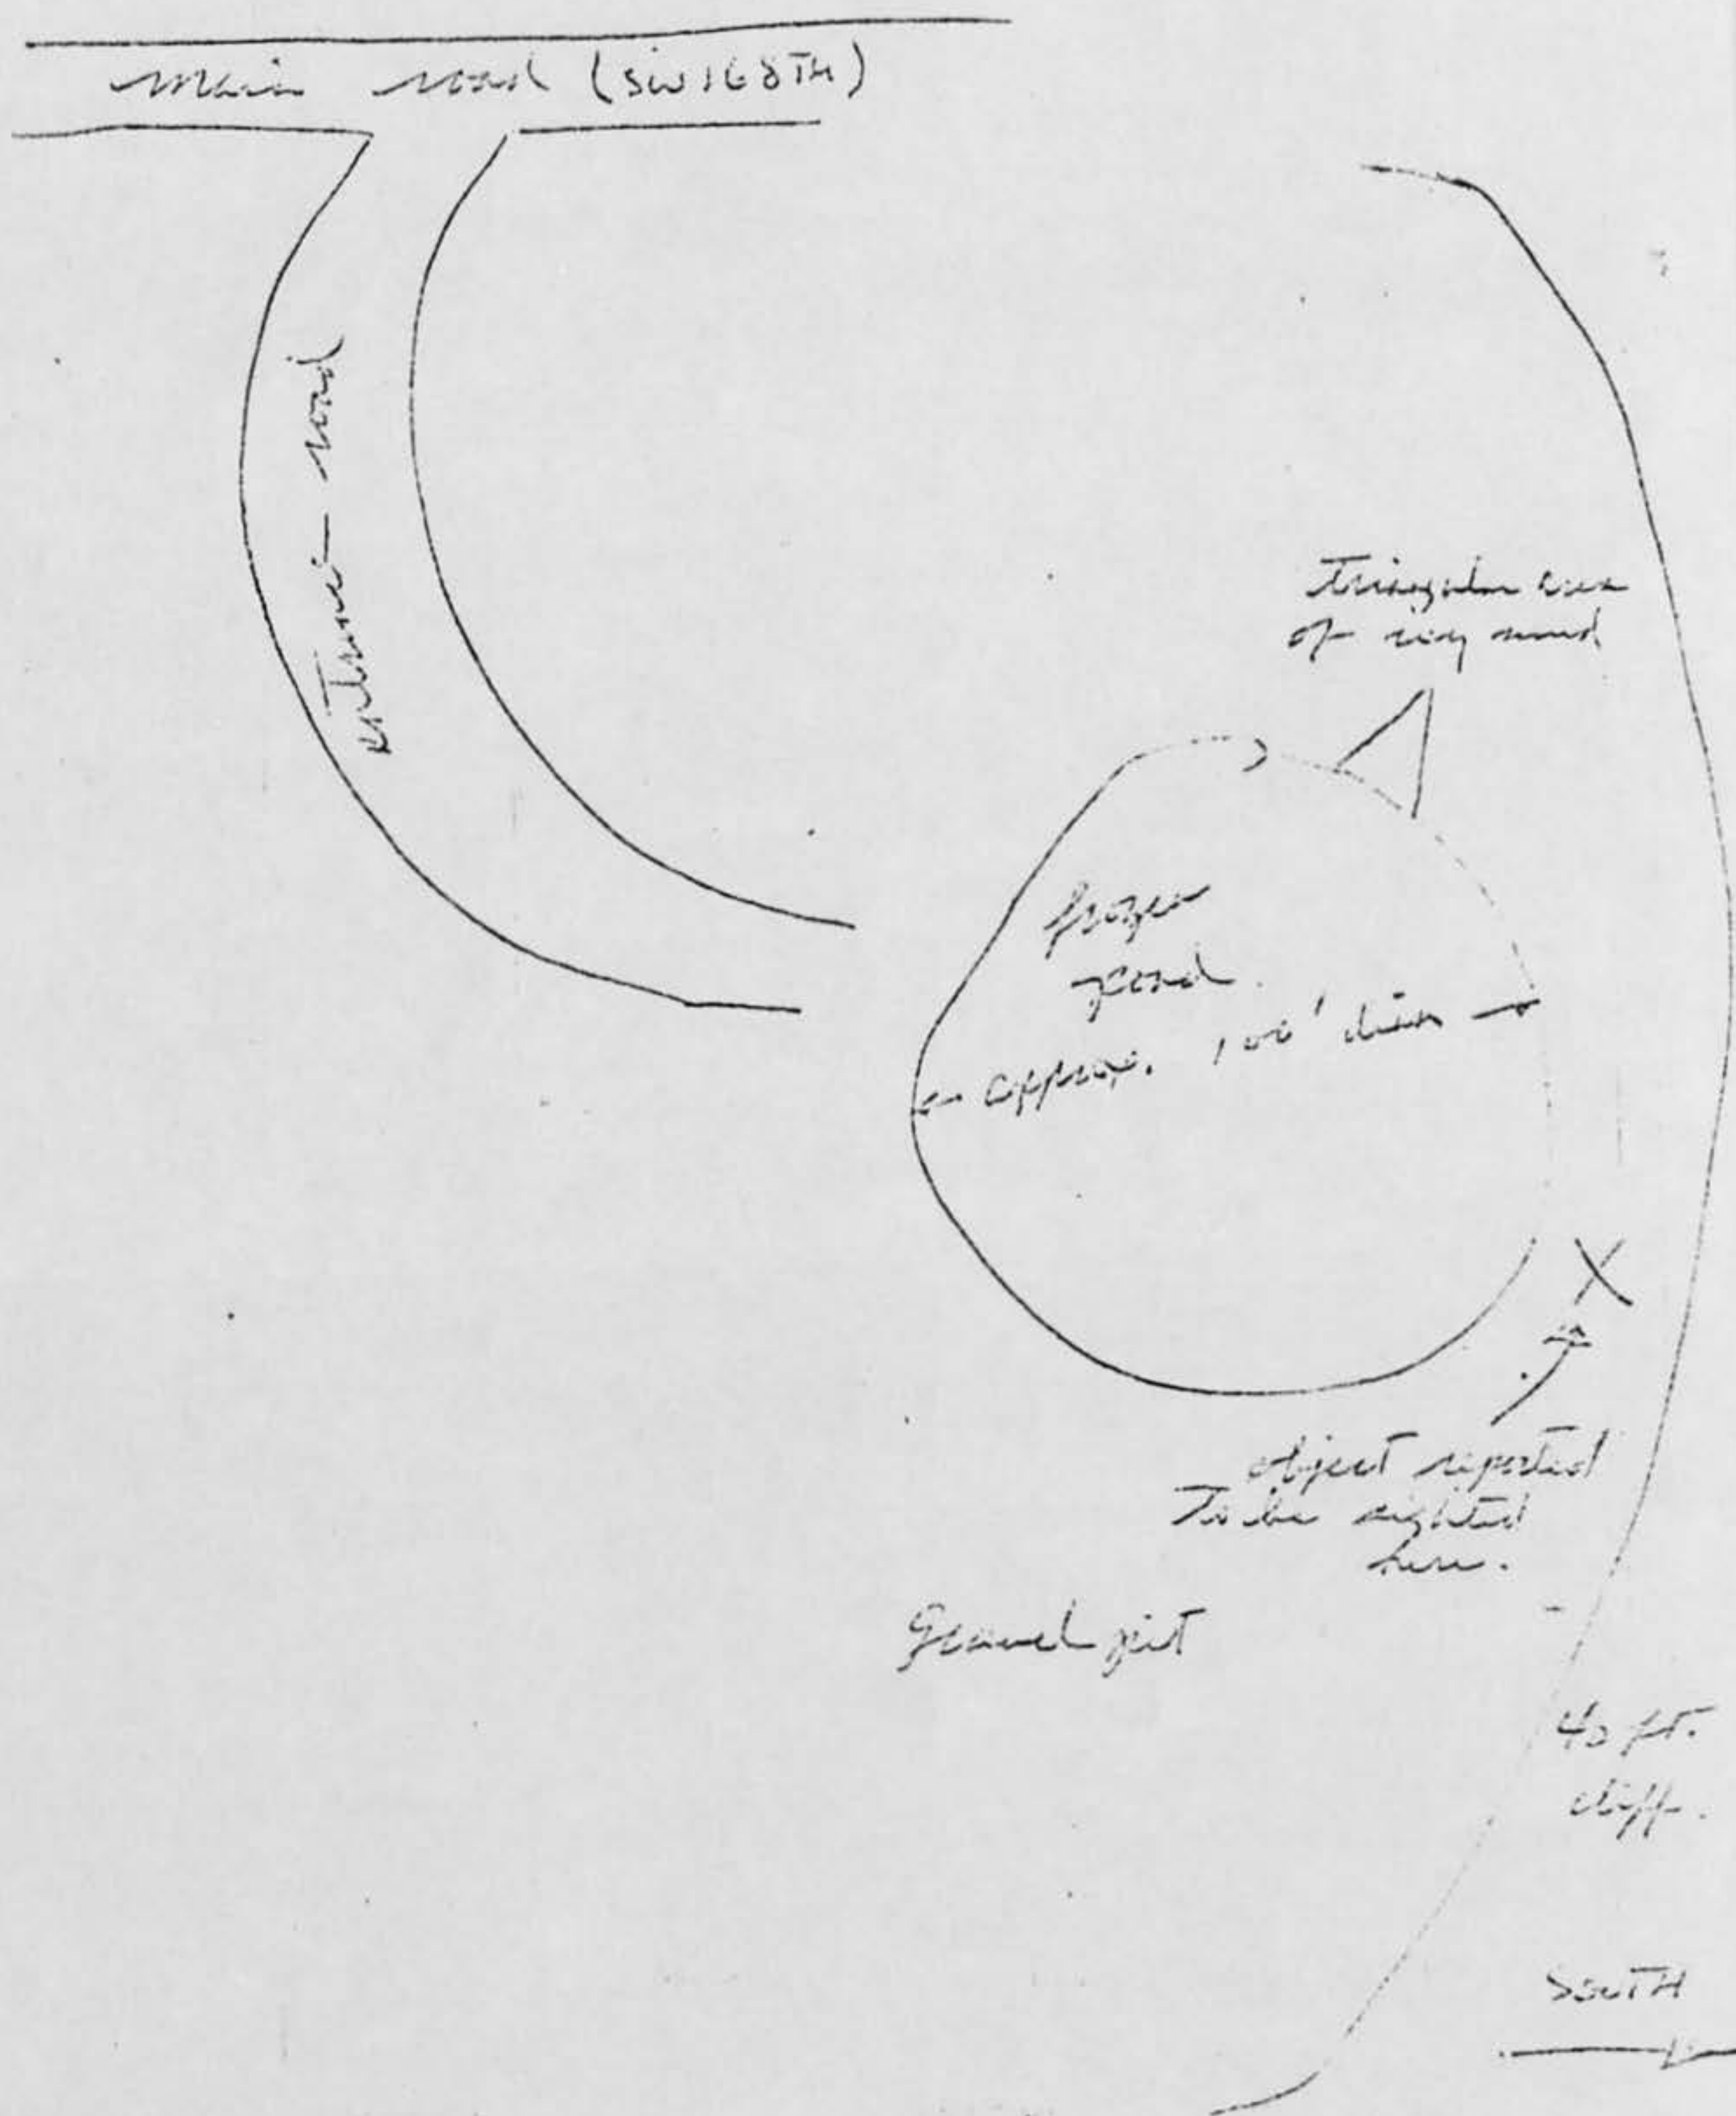 main road (SW 168TH)
entrance road
Triangular area
of icy mud
frozen
pond
approx. 100' diam
object reported
To be sighted
here.
Gravel pit
40 ft.
cliff.
SOUTH